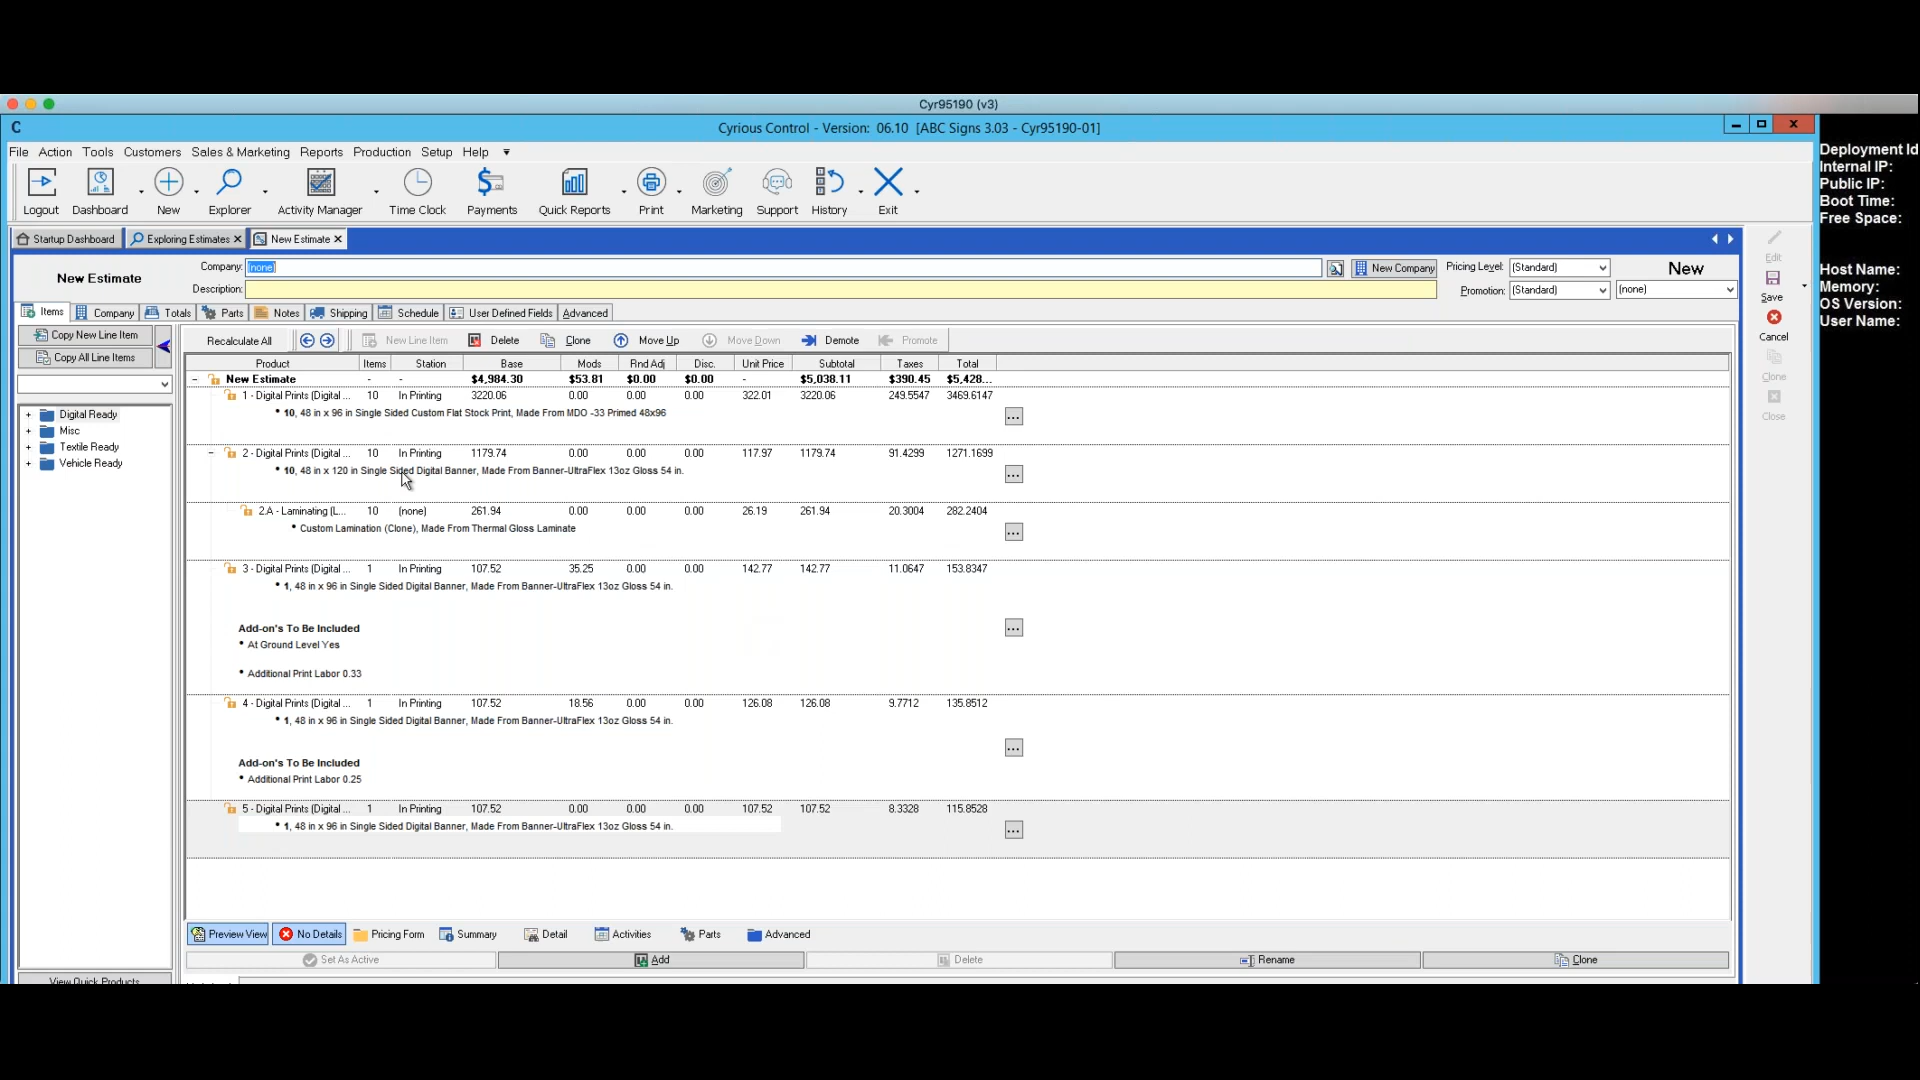 Cyr95190 (v3)
C Cyrious Control - Version: 06.10 [ABC Signs 3.03 - Cyr95190-01]
File Action Tools Customers Sales & Marketing Reports Production Setup Help
Logout Dashboard New Explorer Activity Manager Time Clock Payments Quick Reports Print Marketing Support History Exit
Deployment Id
Internal IP:
Public IP:
Boot Time:
Free Space:
Host Name:
Memory:
OS Version:
User Name:
Startup Dashboard Exploring Estimates New Estimate
New Estimate
Company: (none) New Company Pricing Level: (Standard) New
Description: Promotion: (Standard) (none)
Items Company Totals Parts Notes Shipping Schedule User Defined Fields Advanced
Edit
Save
Cancel
Clone
Close
Copy New Line Item
Copy All Line Items
Recalculate All New Line Item Delete Clone Move Up Move Down Demote Promote
Digital Ready
Misc
Textile Ready
Vehicle Ready
Product Items Station Base Mods Rnd Adj Disc. Unit Price Subtotal Taxes Total
New Estimate - - $4,984.30 $53.81 $0.00 $0.00 - $5,038.11 $390.45 $5,428...
1 - Digital Prints (Digital ... 10 In Printing 3220.06 0.00 0.00 0.00 322.01 3220.06 249.5547 3469.6147
• 10, 48 in x 96 in Single Sided Custom Flat Stock Print, Made From MDO -33 Primed 48x96
...
2 - Digital Prints (Digital ... 10 In Printing 1179.74 0.00 0.00 0.00 117.97 1179.74 91.4299 1271.1699
• 10, 48 in x 120 in Single Sided Digital Banner, Made From Banner-UltraFlex 13oz Gloss 54 in.
...
2.A - Laminating (L... 10 (none) 261.94 0.00 0.00 0.00 26.19 261.94 20.3004 282.2404
• Custom Lamination (Clone), Made From Thermal Gloss Laminate
...
3 - Digital Prints (Digital ... 1 In Printing 107.52 35.25 0.00 0.00 142.77 142.77 11.0647 153.8347
• 1, 48 in x 96 in Single Sided Digital Banner, Made From Banner-UltraFlex 13oz Gloss 54 in.
Add-on's To Be Included
...
• At Ground Level Yes
• Additional Print Labor 0.33
4 - Digital Prints (Digital ... 1 In Printing 107.52 18.56 0.00 0.00 126.08 126.08 9.7712 135.8512
• 1, 48 in x 96 in Single Sided Digital Banner, Made From Banner-UltraFlex 13oz Gloss 54 in.
...
Add-on's To Be Included
• Additional Print Labor 0.25
5 - Digital Prints (Digital ... 1 In Printing 107.52 0.00 0.00 0.00 107.52 107.52 8.3328 115.8528
• 1, 48 in x 96 in Single Sided Digital Banner, Made From Banner-UltraFlex 13oz Gloss 54 in.
...
Preview View No Details Pricing Form Summary Detail Activities Parts Advanced
Set As Active Add Delete Rename Clone
View Quick Products